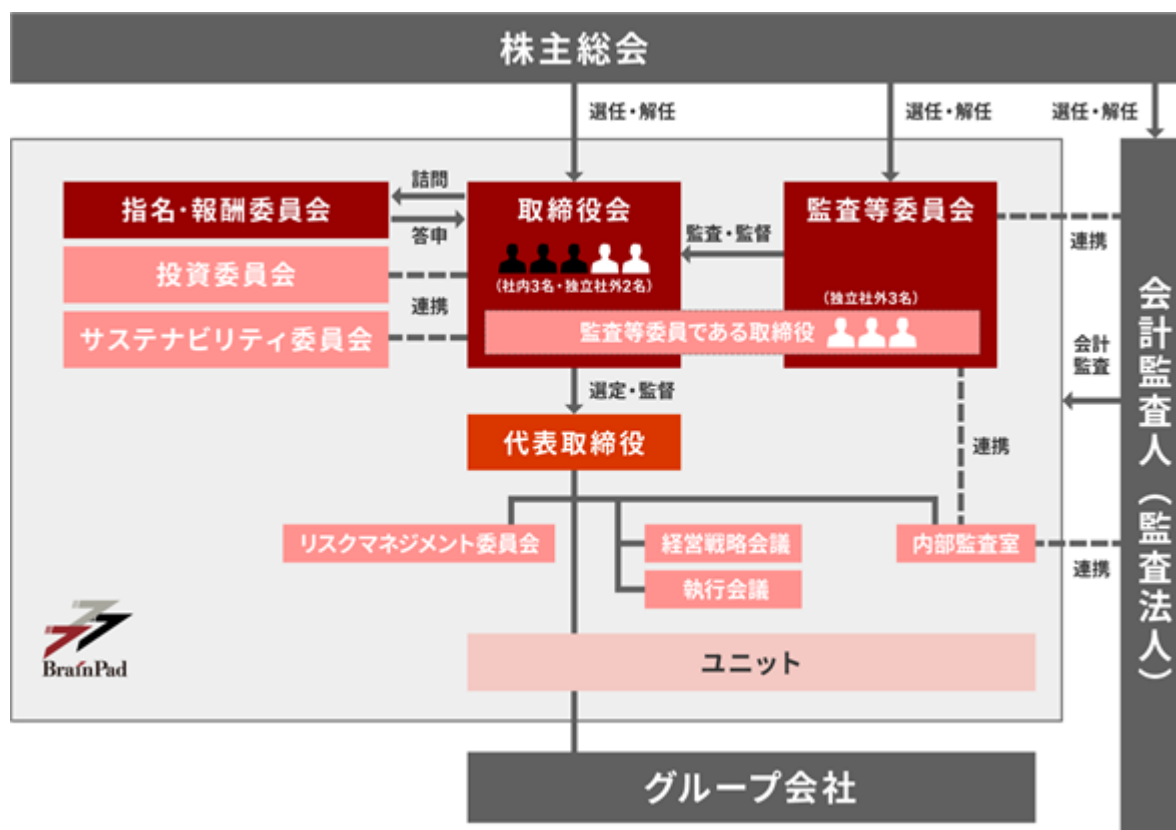 株主総会
選任・解任
選任・解任
選任・解任
指名・報酬委員会
詰問
答申
取締役会
(社内3名・独立社外2名)
監査・監督
監査等委員会
(独立社外3名)
連携
投資委員会
連携
サステナビリティ委員会
監査等委員である取締役
会計
監査
会計監査人(監査法人)
選定・監督
代表取締役
連携
リスクマネジメント委員会
経営戦略会議
内部監査室
連携
執行会議
BrainPad
ユニット
グループ会社